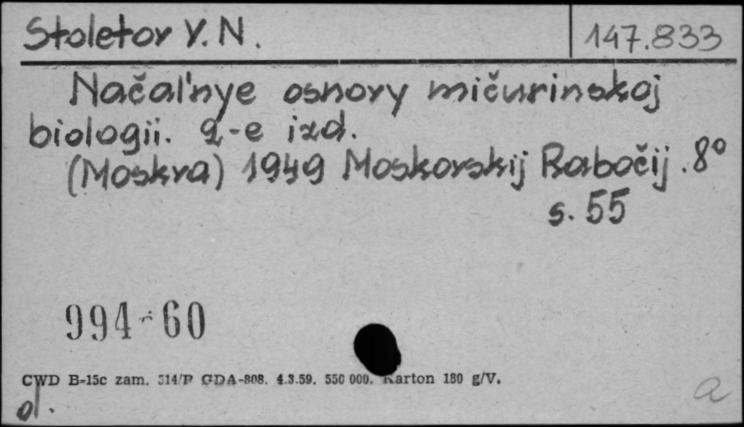 Stoletov V. N.
147.833
Načal'nye osnovy mičurinskoj
biologii. 2-e izd.
(Moskva) 1949 Moskovskij Rabočij. 8°
s. 55
994-60
CWD B-15c zam. 514/P GDA-808. 4.3.59. 550 000. Karton 180 g/V.
a